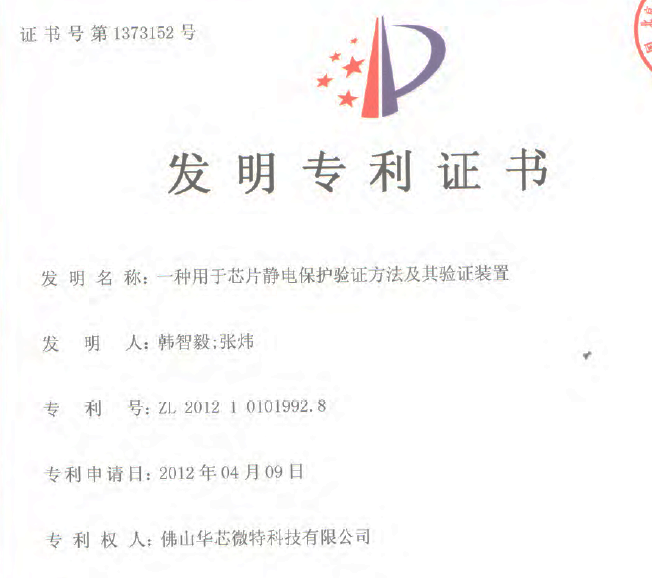 证书号第1373152号
发明专利证书
发明名称：一种用于芯片静电保护验证方法及其验证装置
发明人：韩智毅;张炜
专利号：ZL 2012 1 0101992.8
专利申请日：2012年04月09日
专利权人：佛山华芯微特科技有限公司